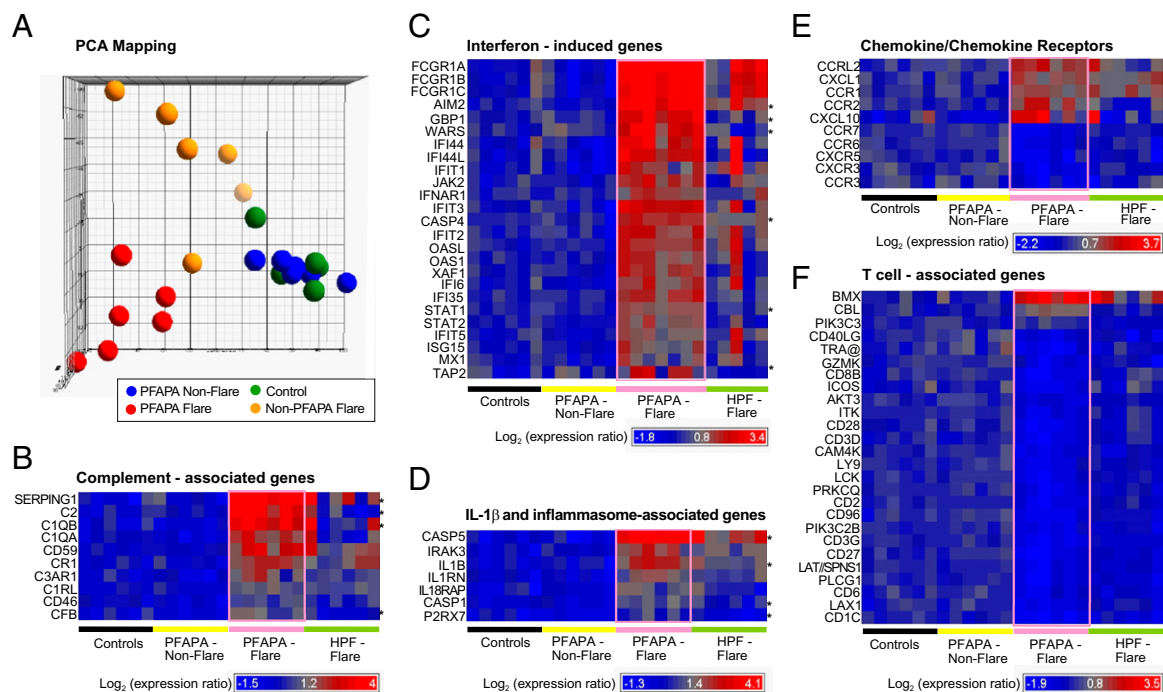 A
PCA Mapping
PFAPA Non-Flare
Control
PFAPA Flare
Non-PFAPA Flare
B
Complement - associated genes
SERPING1
*
C2
*
C1QB
*
C1QA
CD59
CR1
C3AR1
C1RL
CD46
CFB
*
Controls
PFAPA -
Non-Flare
PFAPA -
Flare
HPF -
Flare
Log2 (expression ratio)
-1.5 1.2 4
C
Interferon - induced genes
FCGR1A
FCGR1B
FCGR1C
AIM2
*
GBP1
*
WARS
*
IFI44
IFI44L
IFIT1
JAK2
IFNAR1
IFIT3
CASP4
*
IFIT2
OASL
OAS1
XAF1
IFI6
IFI35
STAT1
*
STAT2
IFIT5
ISG15
MX1
TAP2
*
Controls
PFAPA -
Non-Flare
PFAPA -
Flare
HPF -
Flare
Log2 (expression ratio)
-1.8 0.8 3.4
D
IL-1β and inflammasome-associated genes
CASP5
*
IRAK3
IL1B
*
IL1RN
IL18RAP
CASP1
*
P2RX7
*
Controls
PFAPA -
Non-Flare
PFAPA -
Flare
HPF -
Flare
Log2 (expression ratio)
-1.3 1.4 4.1
E
Chemokine/Chemokine Receptors
CCRL2
CXCL1
CCR1
CCR2
CXCL10
CCR7
CCR6
CXCR5
CXCR3
CCR3
Controls
PFAPA -
Non-Flare
PFAPA -
Flare
HPF -
Flare
Log2 (expression ratio)
-2.2 0.7 3.7
F
T cell - associated genes
BMX
CBL
PIK3C3
CD40LG
TRA@
GZMK
CD8B
ICOS
AKT3
ITK
CD28
CD3D
CAM4K
LY9
LCK
PRKCQ
CD2
CD96
PIK3C2B
CD3G
CD27
LAT//SPNS1
PLCG1
CD6
LAX1
CD1C
Controls
PFAPA -
Non-Flare
PFAPA -
Flare
HPF -
Flare
Log2 (expression ratio)
-1.9 0.8 3.5